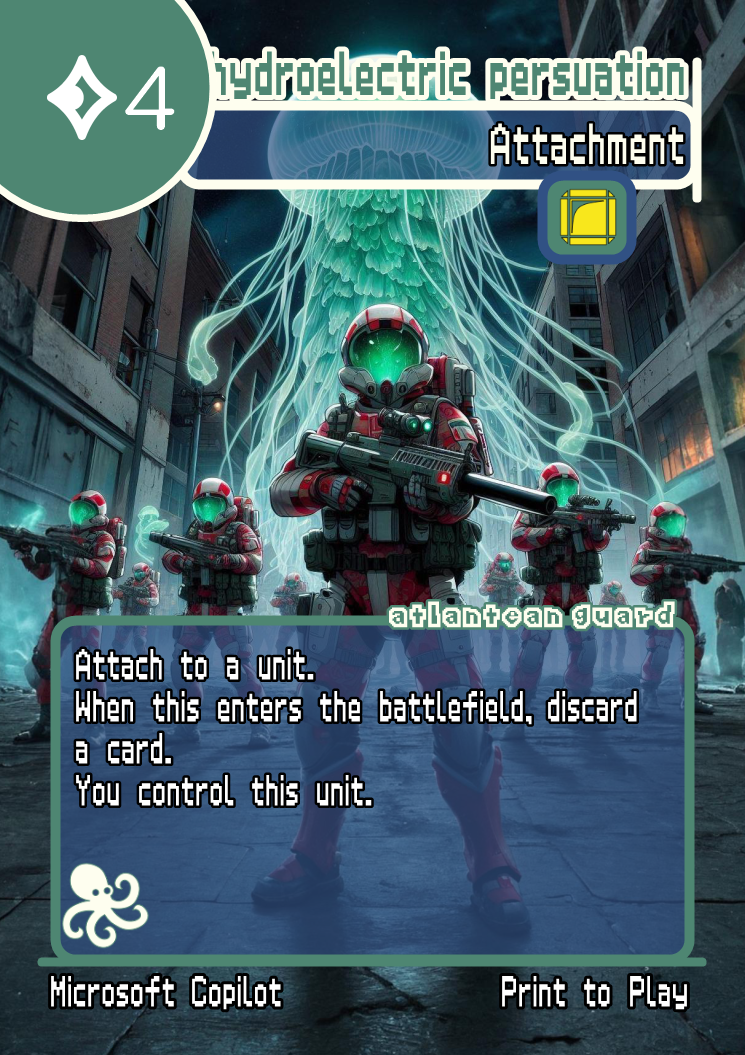 4
hydroelectric persuation
Attachment
atlantean guard
Attach to a unit.
When this enters the battlefield, discard
a card.
You control this unit.
Microsoft Copilot
Print to Play